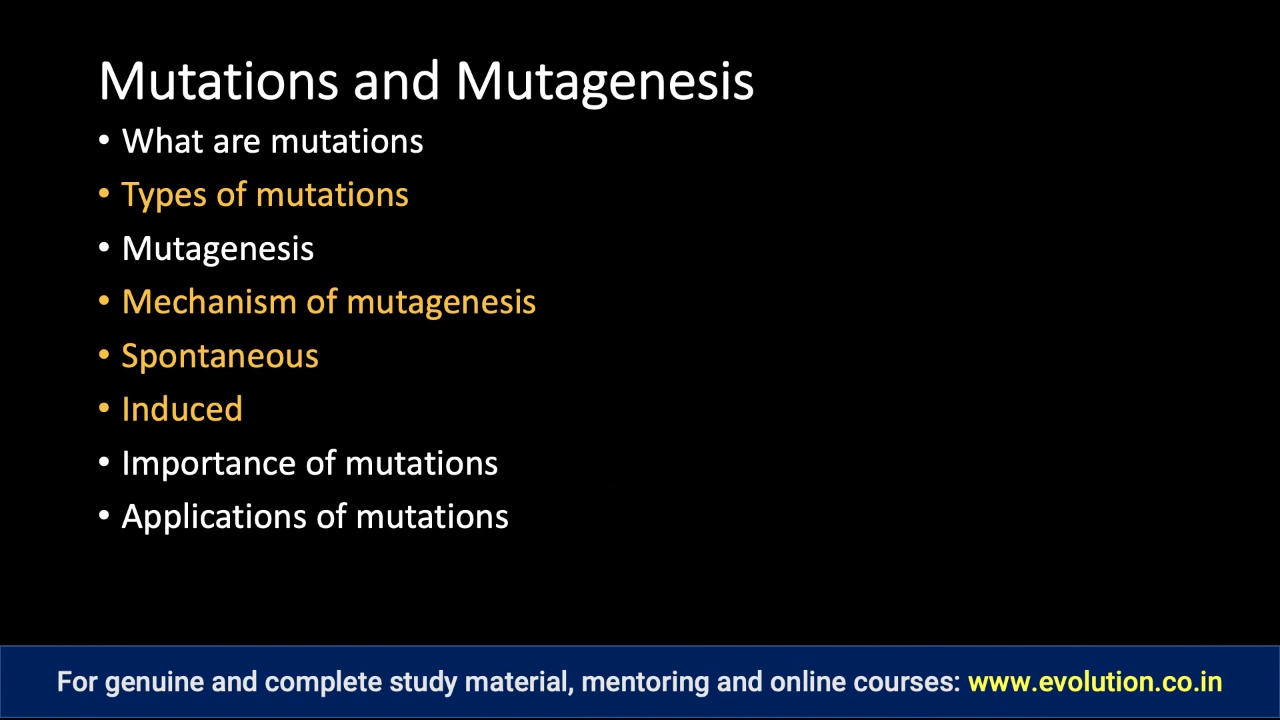 Mutations and Mutagenesis
• What are mutations
• Types of mutations
• Mutagenesis
• Mechanism of mutagenesis
• Spontaneous
• Induced
• Importance of mutations
• Applications of mutations
For genuine and complete study material, mentoring and online courses: www.evolution.co.in